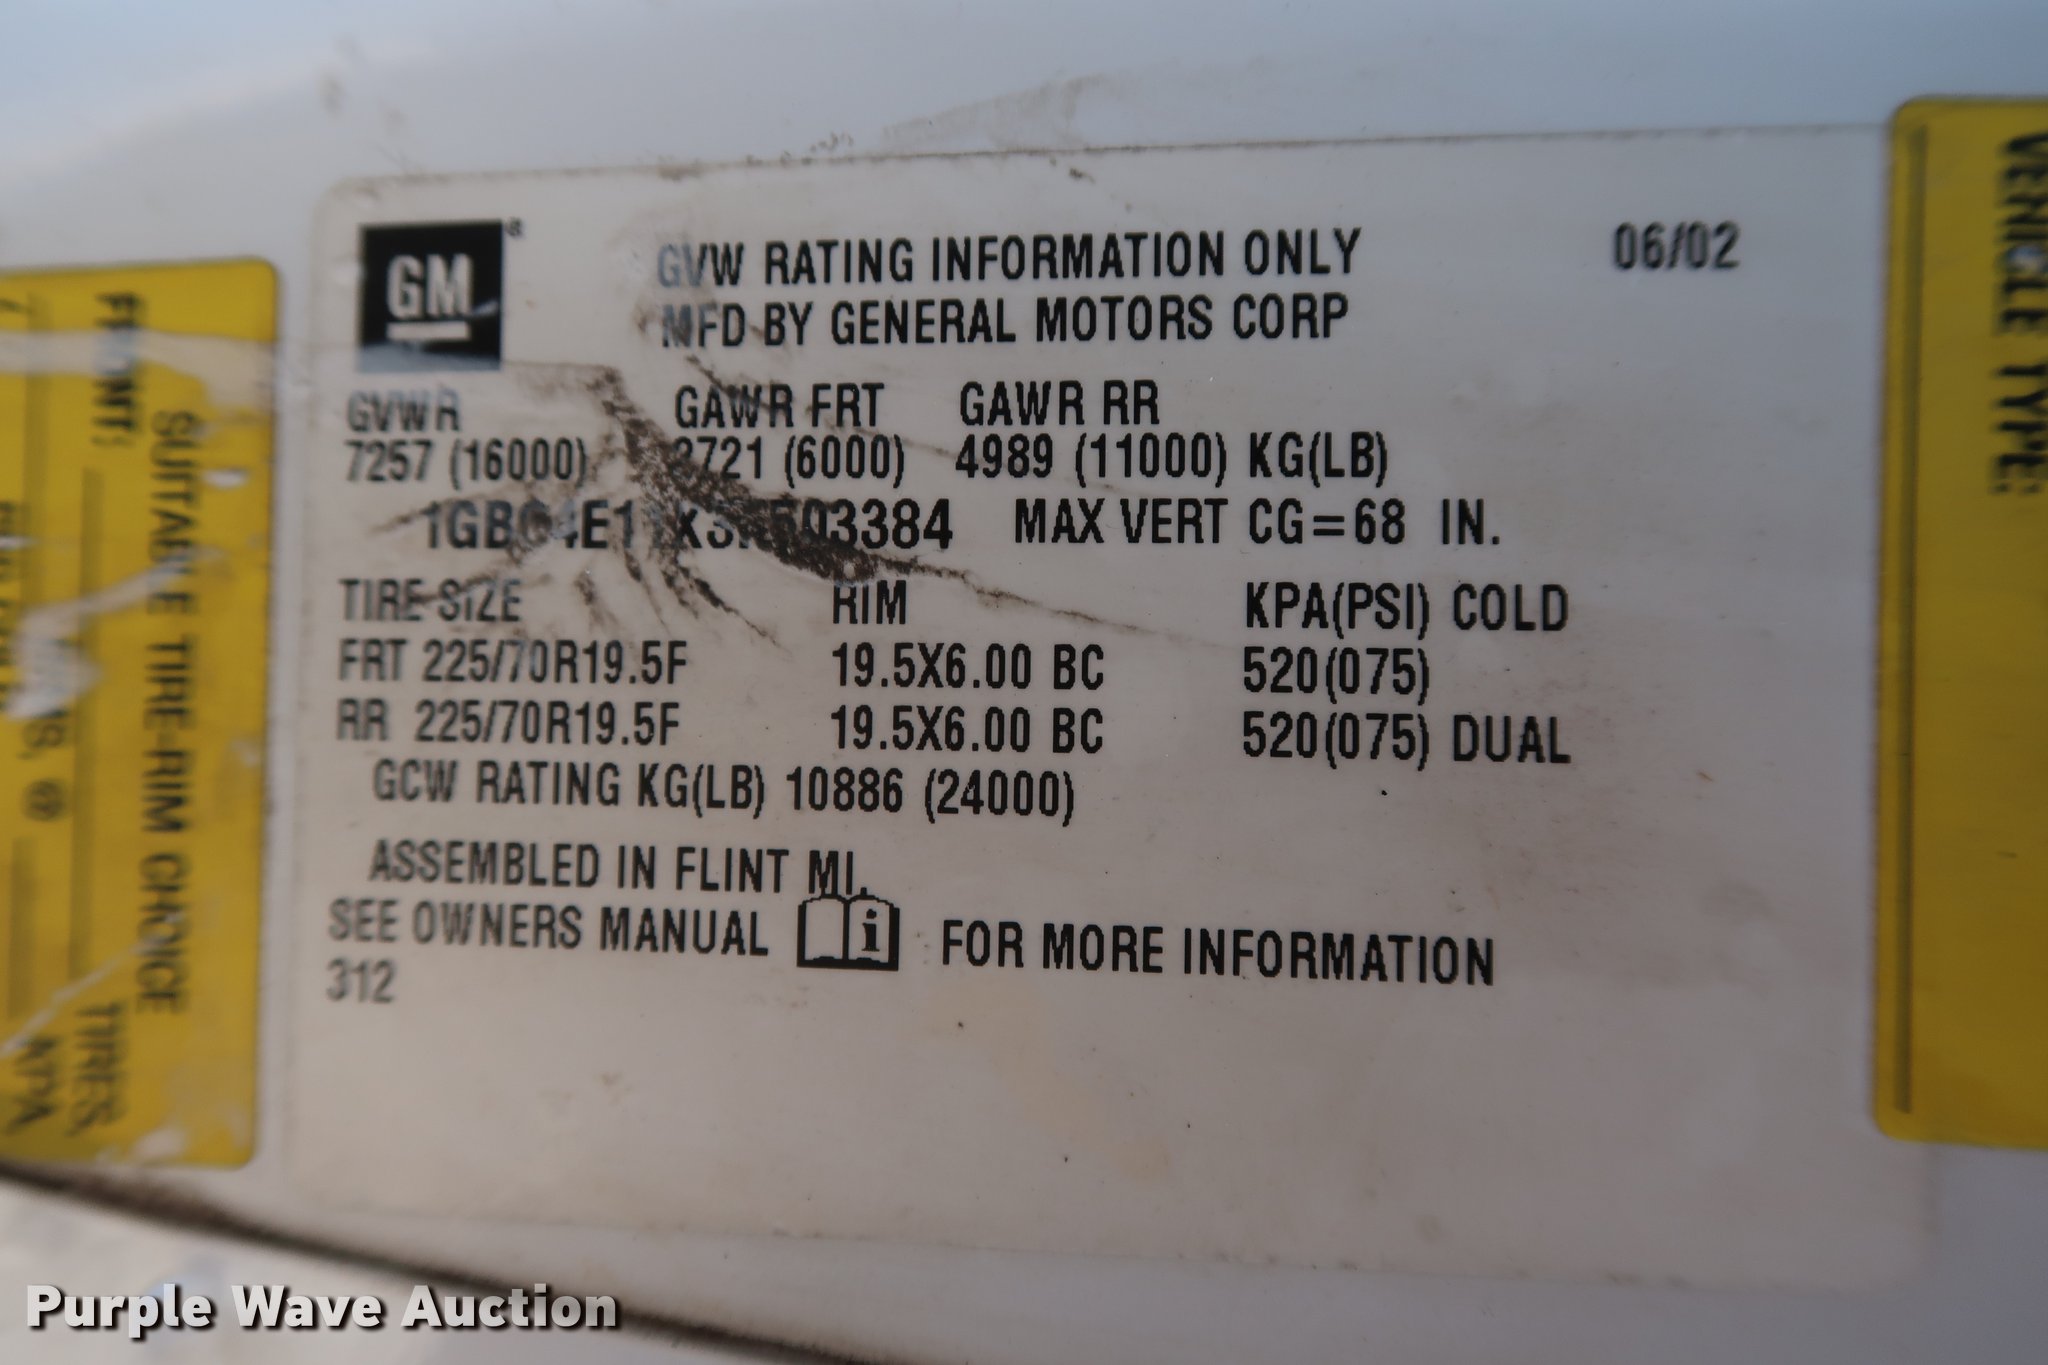 GM
GVW RATING INFORMATION ONLY 06/02
MFD BY GENERAL MOTORS CORP
GVWR GAWR FRT GAWR RR
7257 (16000) 2721 (6000) 4989 (11000) KG(LB)
MAX VERT CG=68 IN.
TIRE SIZE RIM KPA(PSI) COLD
FRT 225/70R19.5F 19.5X6.00 BC 520(075)
RR 225/70R19.5F 19.5X6.00 BC 520(075) DUAL
GCW RATING KG(LB) 10886 (24000)
ASSEMBLED IN FLINT MI.
SEE OWNERS MANUAL i FOR MORE INFORMATION
312
SUITABLE TIRE-RIM CHOICE
FRONT: TIRES,
VEHICLE TYPE:
Purple Wave Auction